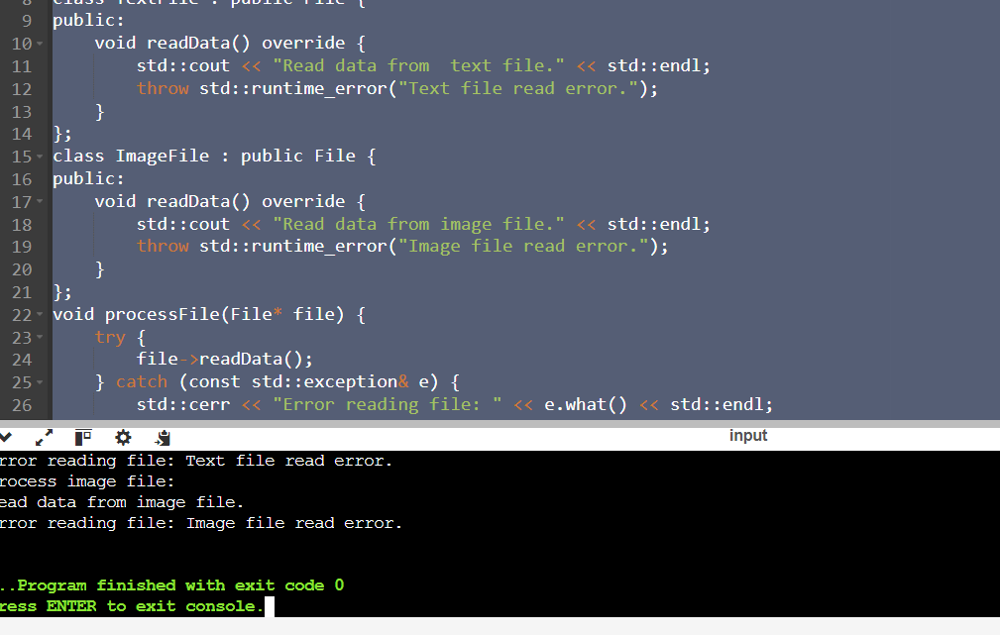 8 class TextFile : public File {
9 public:
10 void readData() override {
11 std::cout << "Read data from  text file." << std::endl;
12 throw std::runtime_error("Text file read error.");
13 }
14 };
15 class ImageFile : public File {
16 public:
17 void readData() override {
18 std::cout << "Read data from image file." << std::endl;
19 throw std::runtime_error("Image file read error.");
20 }
21 };
22 void processFile(File* file) {
23 try {
24 file->readData();
25 } catch (const std::exception& e) {
26 std::cerr << "Error reading file: " << e.what() << std::endl;
input
rror reading file: Text file read error.
rocess image file:
ead data from image file.
rror reading file: Image file read error.
..Program finished with exit code 0
ress ENTER to exit console.